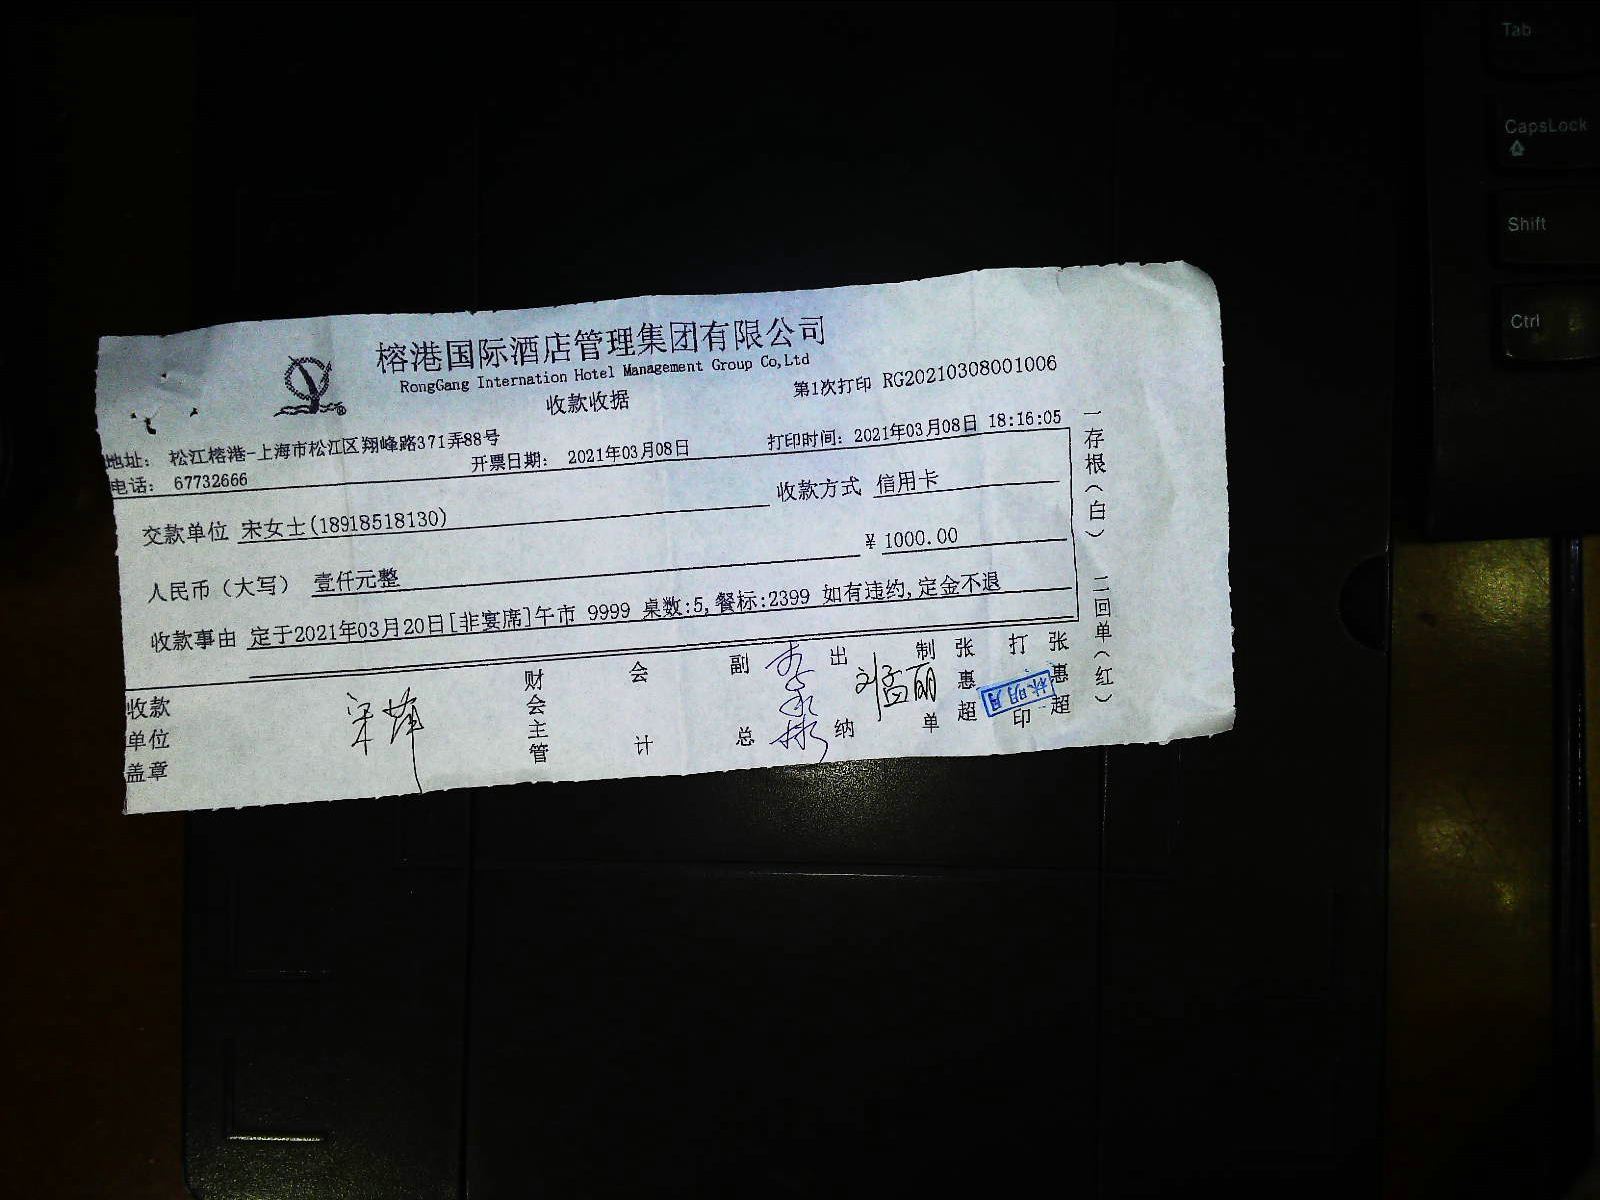 榕港国际酒店管理集团有限公司
RongGang Internation Hotel Management Group Co,Ltd
收款收据
第1次打印 RG20210308001006
地址: 松江榕港-上海市松江区翔峰路371弄88号
电话: 67732666
开票日期: 2021年03月08日
打印时间: 2021年03月08日 18:16:05
交款单位 宋女士(18918518130)
收款方式 信用卡
人民币(大写) 壹仟元整
¥ 1000.00
收款事由 定于2021年03月20日[非宴席]午市 9999 桌数:5,餐标:2399 如有违约,定金不退
收款单位盖章
财会主管
会计
副总
出纳
刘孟丽
制单
张惠超
打印
张惠超
林明月
一存根(白) 二回单(红)
Tab
CapsLock
Shift
Ctrl